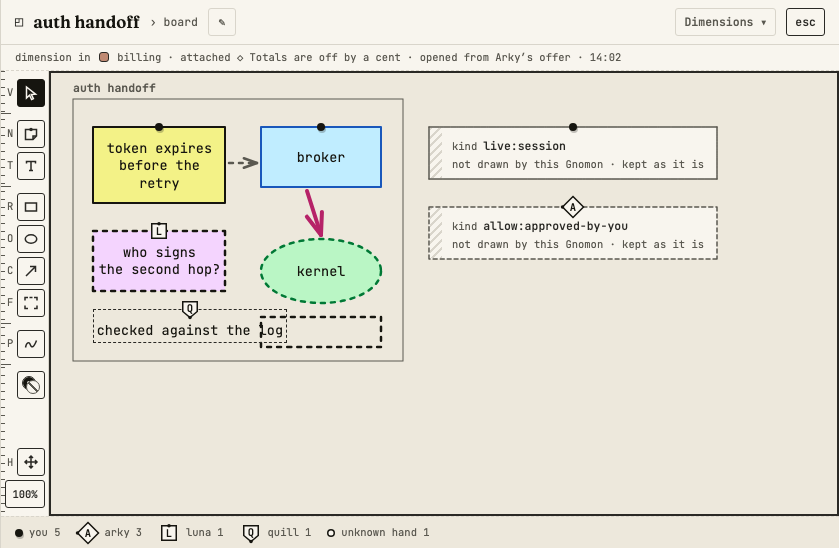 auth handoff › board
Dimensions ▾
esc
dimension in billing · attached ◇ Totals are off by a cent · opened from Arky’s offer · 14:02
V
N
T
R
O
C
F
P
H
100%
auth handoff
token expires
before the
retry
broker
L
who signs
the second hop?
kernel
Q
checked against the log
kind live:session
not drawn by this Gnomon · kept as it is
A
kind allow:approved-by-you
not drawn by this Gnomon · kept as it is
you 5 A arky 3 L luna 1 Q quill 1 unknown hand 1